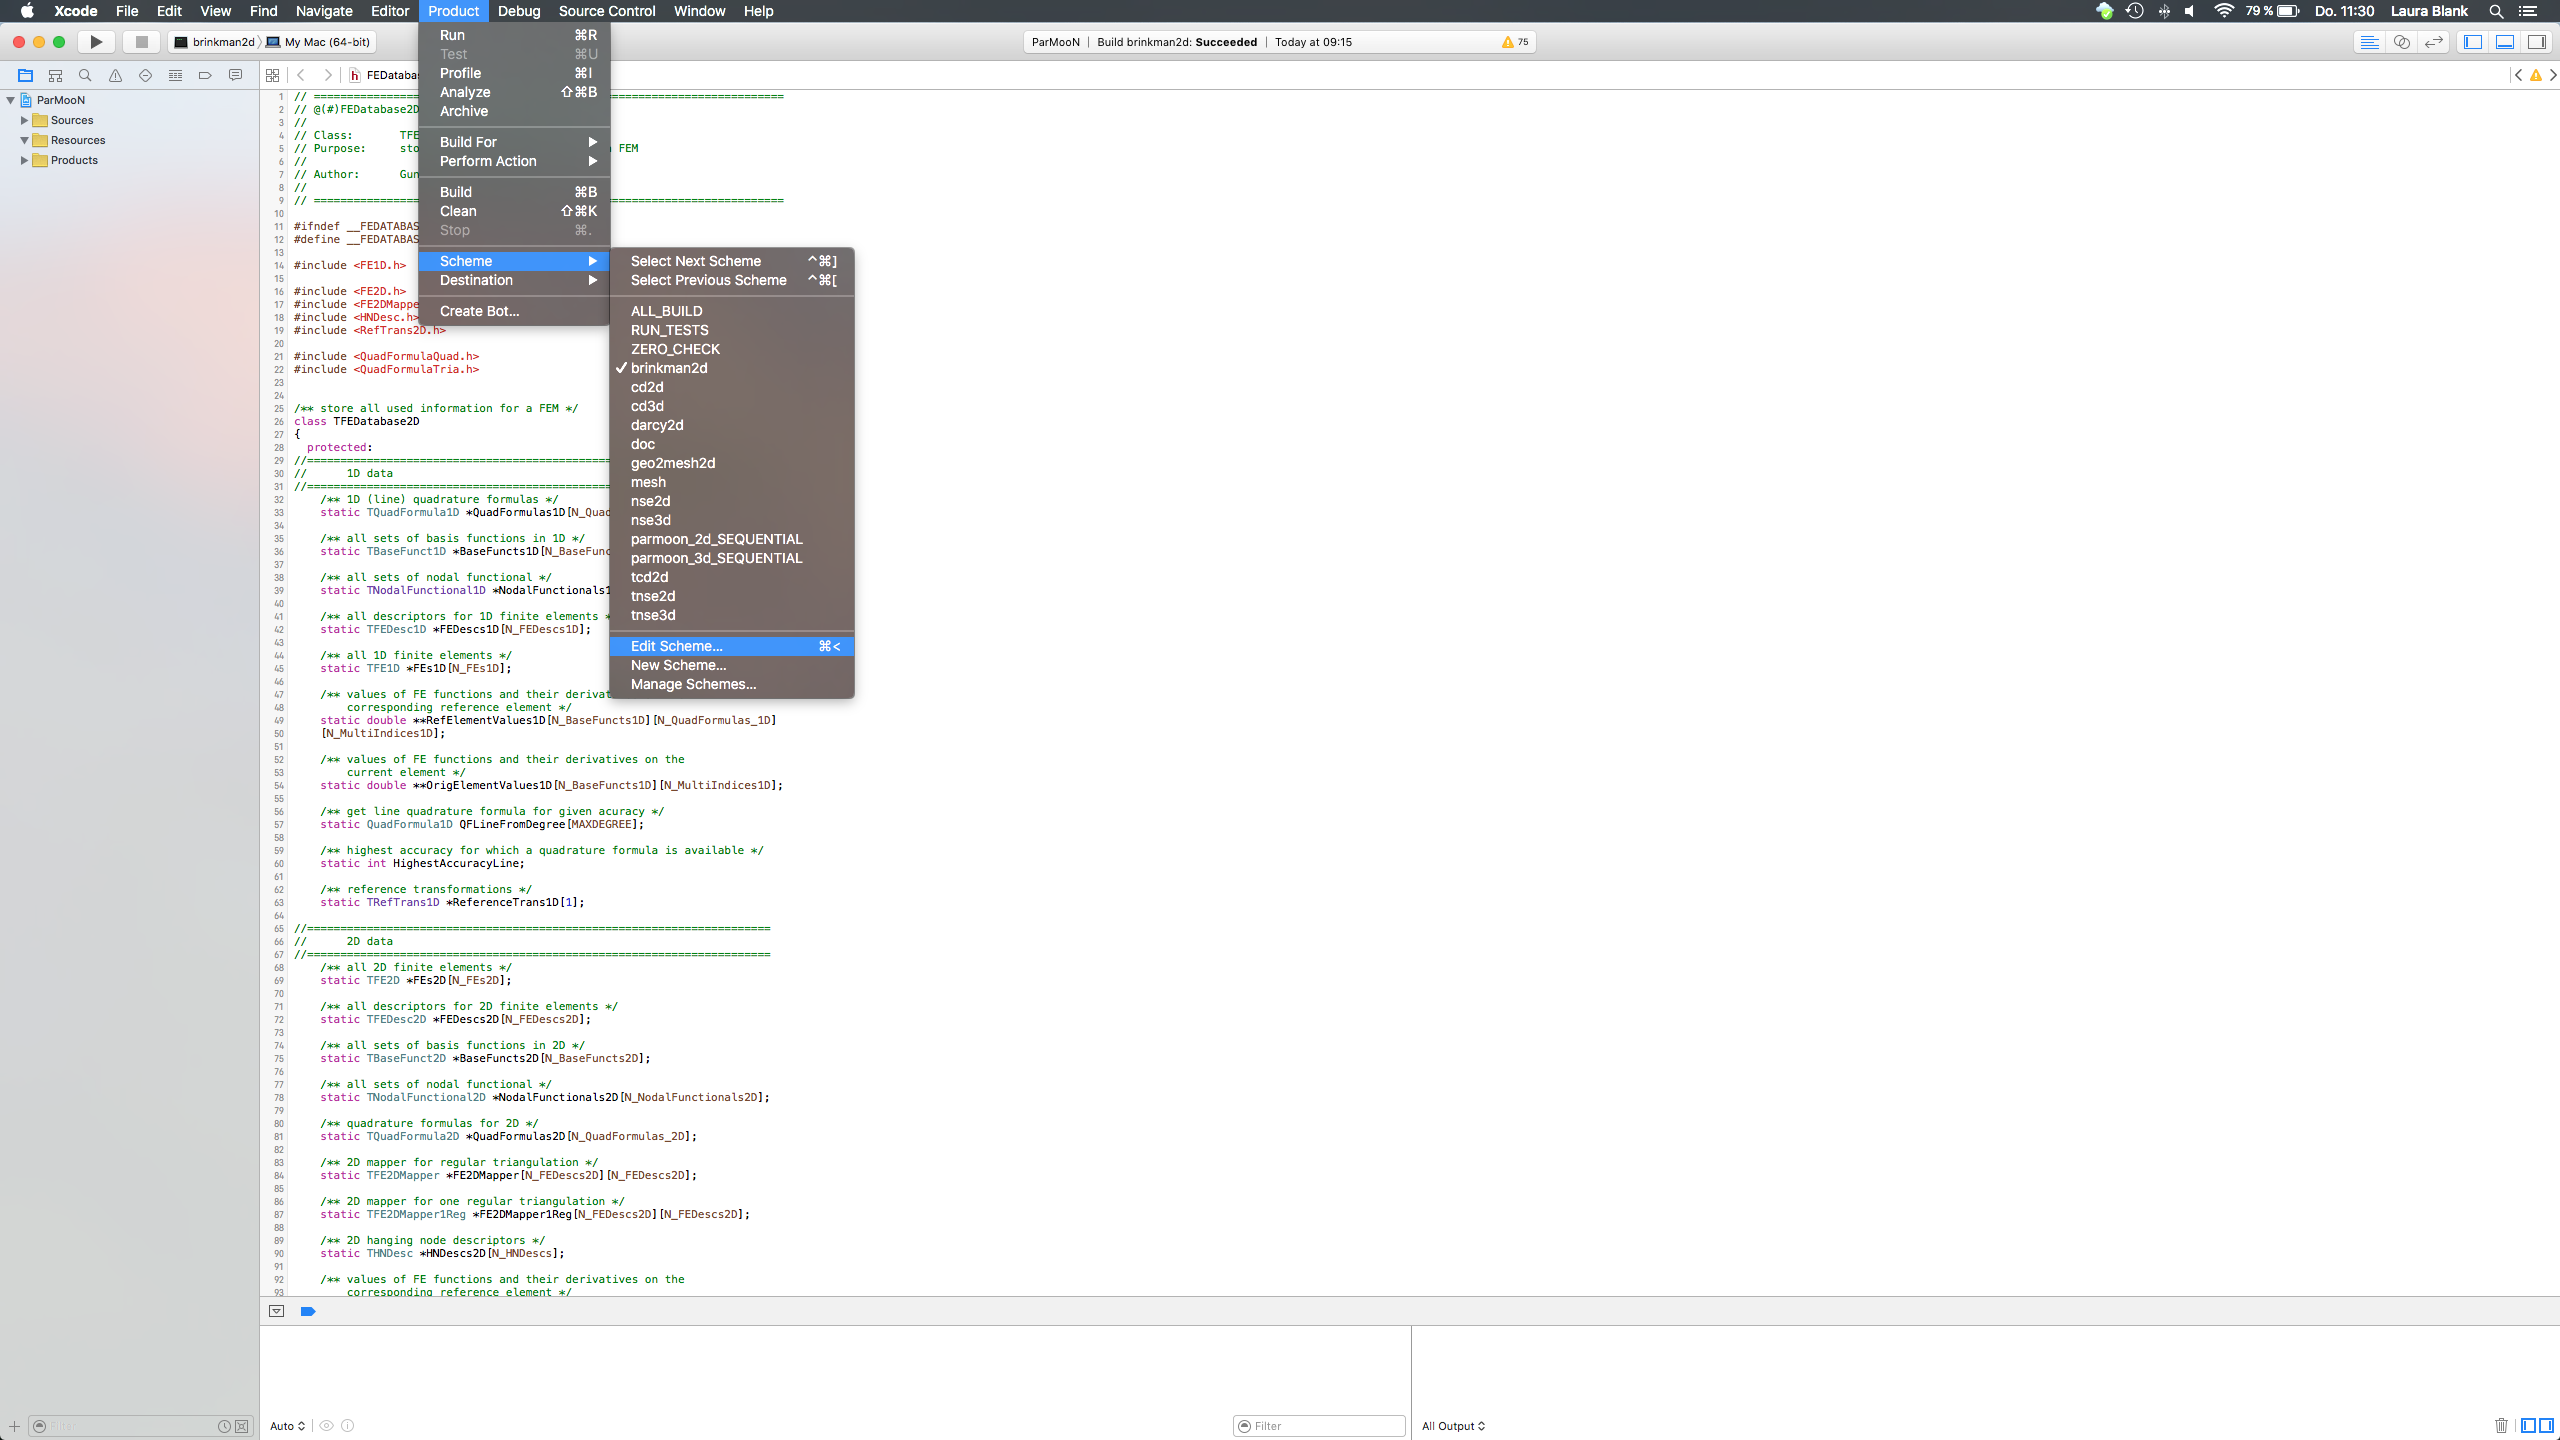 Xcode File Edit View Find Navigate Editor Product Debug Source Control Window Help 79 % Do. 11:30 Laura Blank
brinkman2d My Mac (64-bit) ParMooN | Build brinkman2d: Succeeded | Today at 09:15 75
h FEDataba
ParMooN
Sources
Resources
Products
Filter
Run ⌘R
Test ⌘U
Profile ⌘I
Analyze ⇧⌘B
Archive
Build For
Perform Action
Build ⌘B
Clean ⇧⌘K
Stop ⌘.
Scheme
Destination
Create Bot...
Select Next Scheme ^⌘]
Select Previous Scheme ^⌘[
ALL_BUILD
RUN_TESTS
ZERO_CHECK
✓ brinkman2d
cd2d
cd3d
darcy2d
doc
geo2mesh2d
mesh
nse2d
nse3d
parmoon_2d_SEQUENTIAL
parmoon_3d_SEQUENTIAL
tcd2d
tnse2d
tnse3d
Edit Scheme... ⌘<
New Scheme...
Manage Schemes...
1 // =======================================================================
2 // @(#)FEDatabase2D
3 //
4 // Class: TFE
5 // Purpose: sto FEM
6 //
7 // Author: Gun
8 //
9 // =======================================================================
10
11 #ifndef __FEDATABAS
12 #define __FEDATABAS
13
14 #include <FE1D.h>
15
16 #include <FE2D.h>
17 #include <FE2DMappe
18 #include <HNDesc.h>
19 #include <RefTrans2D.h>
20
21 #include <QuadFormulaQuad.h>
22 #include <QuadFormulaTria.h>
23
24
25 /** store all used information for a FEM */
26 class TFEDatabase2D
27 {
28 protected:
29 //==============================================
30 // 1D data
31 //==============================================
32 /** 1D (line) quadrature formulas */
33 static TQuadFormula1D *QuadFormulas1D[N_Quad
34
35 /** all sets of basis functions in 1D */
36 static TBaseFunct1D *BaseFuncts1D[N_BaseFunc
37
38 /** all sets of nodal functional */
39 static TNodalFunctional1D *NodalFunctionals1
40
41 /** all descriptors for 1D finite elements *
42 static TFEDesc1D *FEDescs1D[N_FEDescs1D];
43
44 /** all 1D finite elements */
45 static TFE1D *FEs1D[N_FEs1D];
46
47 /** values of FE functions and their derivat
48 corresponding reference element */
49 static double **RefElementValues1D[N_BaseFuncts1D][N_QuadFormulas_1D]
50 [N_MultiIndices1D];
51
52 /** values of FE functions and their derivatives on the
53 current element */
54 static double **OrigElementValues1D[N_BaseFuncts1D][N_MultiIndices1D];
55
56 /** get line quadrature formula for given acuracy */
57 static QuadFormula1D QFLineFromDegree[MAXDEGREE];
58
59 /** highest accuracy for which a quadrature formula is available */
60 static int HighestAccuracyLine;
61
62 /** reference transformations */
63 static TRefTrans1D *ReferenceTrans1D[1];
64
65 //======================================================================
66 // 2D data
67 //======================================================================
68 /** all 2D finite elements */
69 static TFE2D *FEs2D[N_FEs2D];
70
71 /** all descriptors for 2D finite elements */
72 static TFEDesc2D *FEDescs2D[N_FEDescs2D];
73
74 /** all sets of basis functions in 2D */
75 static TBaseFunct2D *BaseFuncts2D[N_BaseFuncts2D];
76
77 /** all sets of nodal functional */
78 static TNodalFunctional2D *NodalFunctionals2D[N_NodalFunctionals2D];
79
80 /** quadrature formulas for 2D */
81 static TQuadFormula2D *QuadFormulas2D[N_QuadFormulas_2D];
82
83 /** 2D mapper for regular triangulation */
84 static TFE2DMapper *FE2DMapper[N_FEDescs2D][N_FEDescs2D];
85
86 /** 2D mapper for one regular triangulation */
87 static TFE2DMapper1Reg *FE2DMapper1Reg[N_FEDescs2D][N_FEDescs2D];
88
89 /** 2D hanging node descriptors */
90 static THNDesc *HNDescs2D[N_HNDescs];
91
92 /** values of FE functions and their derivatives on the
93 corresponding reference element */
Auto Filter All Output